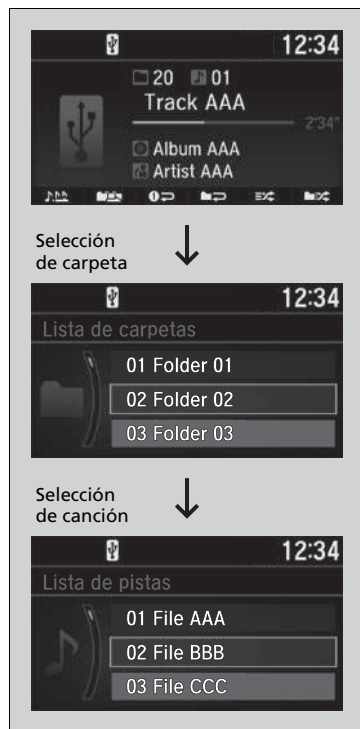 12:34
20 01
Track AAA
2'34"
Album AAA
Artist AAA
Selección
de carpeta
12:34
Lista de carpetas
01 Folder 01
02 Folder 02
03 Folder 03
Selección
de canción
12:34
Lista de pistas
01 File AAA
02 File BBB
03 File CCC